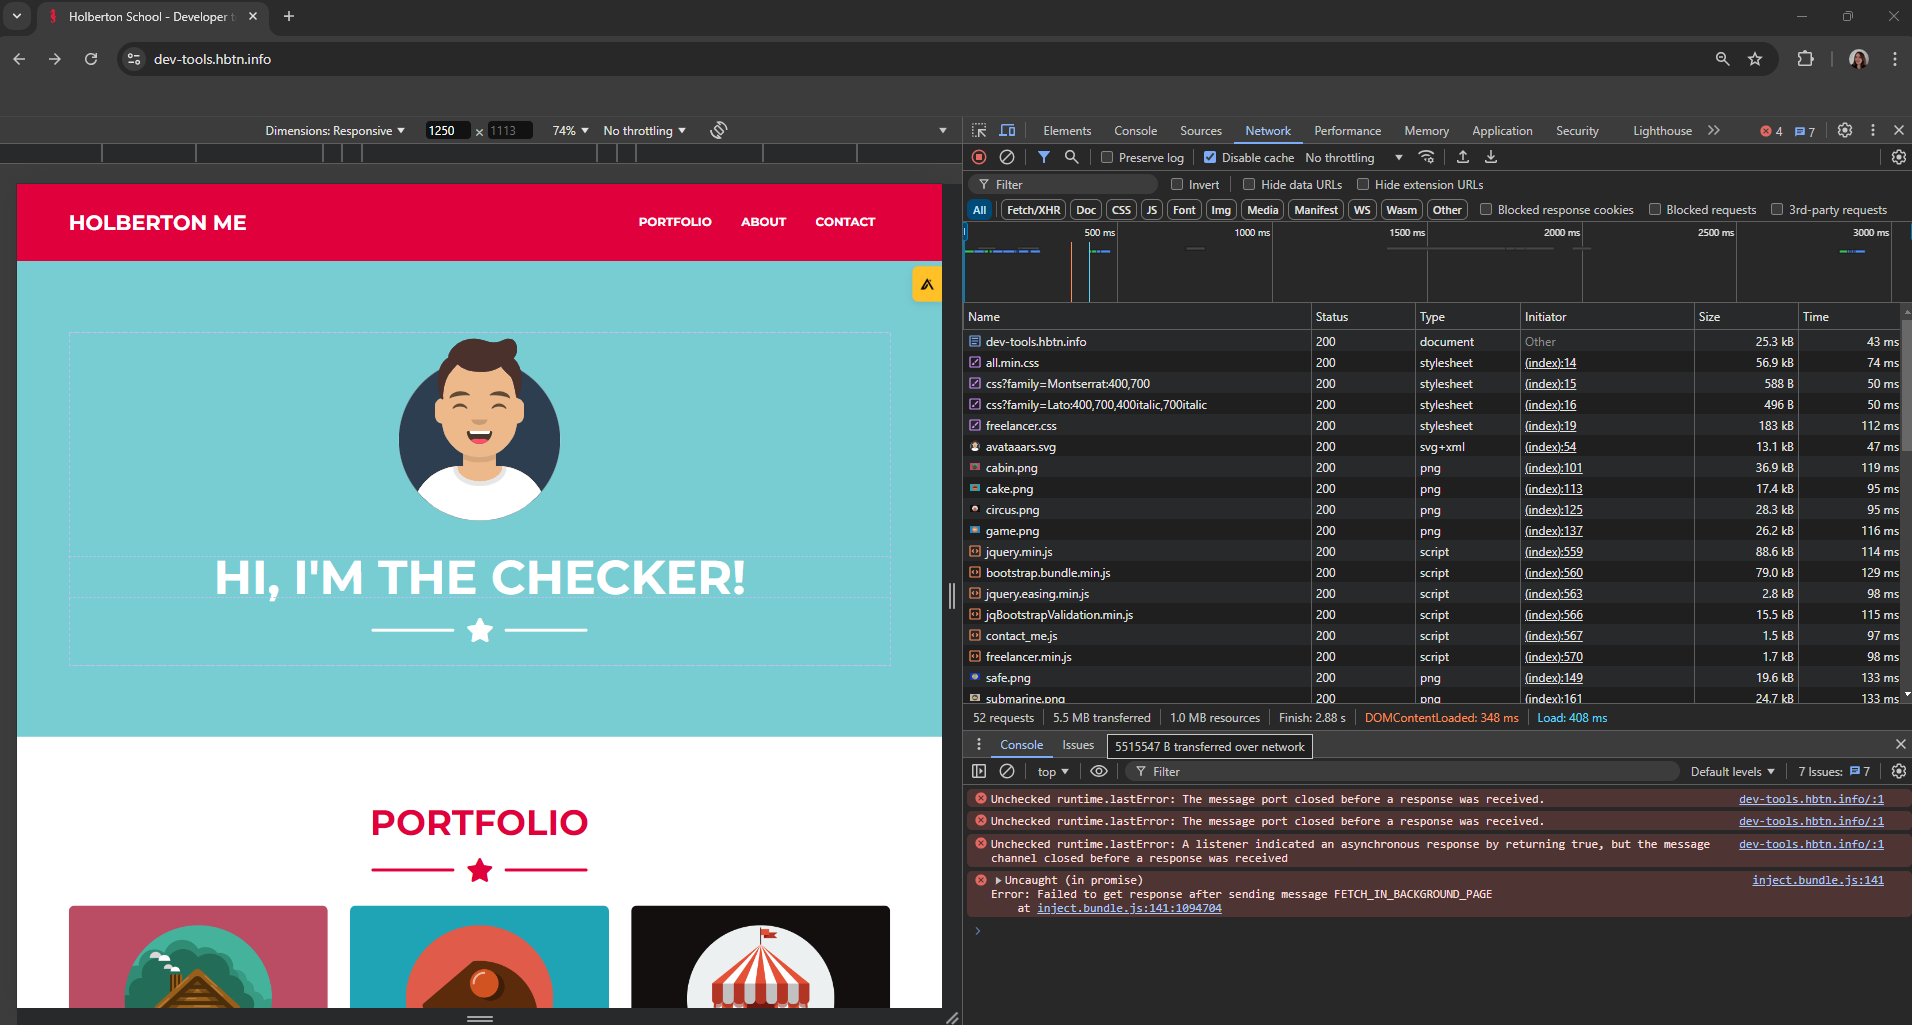 Holberton School - Developer t
dev-tools.hbtn.info
Dimensions: Responsive 1250 × 1113 74% No throttling
HOLBERTON ME
PORTFOLIO ABOUT CONTACT
HI, I'M THE CHECKER!
PORTFOLIO
Elements Console Sources Network Performance Memory Application Security Lighthouse 4 7
Preserve log Disable cache No throttling
Filter Invert Hide data URLs Hide extension URLs
All Fetch/XHR Doc CSS JS Font Img Media Manifest WS Wasm Other Blocked response cookies Blocked requests 3rd-party requests
500 ms 1000 ms 1500 ms 2000 ms 2500 ms 3000 ms
Name Status Type Initiator Size Time
dev-tools.hbtn.info 200 document Other 25.3 kB 43 ms
all.min.css 200 stylesheet (index):14 56.9 kB 74 ms
css?family=Montserrat:400,700 200 stylesheet (index):15 588 B 50 ms
css?family=Lato:400,700,400italic,700italic 200 stylesheet (index):16 496 B 50 ms
freelancer.css 200 stylesheet (index):19 183 kB 112 ms
avataaars.svg 200 svg+xml (index):54 13.1 kB 47 ms
cabin.png 200 png (index):101 36.9 kB 119 ms
cake.png 200 png (index):113 17.4 kB 95 ms
circus.png 200 png (index):125 28.3 kB 95 ms
game.png 200 png (index):137 26.2 kB 116 ms
jquery.min.js 200 script (index):559 88.6 kB 114 ms
bootstrap.bundle.min.js 200 script (index):560 79.0 kB 129 ms
jquery.easing.min.js 200 script (index):563 2.8 kB 98 ms
jqBootstrapValidation.min.js 200 script (index):566 15.5 kB 115 ms
contact_me.js 200 script (index):567 1.5 kB 97 ms
freelancer.min.js 200 script (index):570 1.7 kB 98 ms
safe.png 200 png (index):149 19.6 kB 133 ms
submarine.png 200 png (index):161 24.7 kB 133 ms
52 requests 5.5 MB transferred 1.0 MB resources Finish: 2.88 s DOMContentLoaded: 348 ms Load: 408 ms
Console Issues 5515547 B transferred over network
top Filter Default levels 7 Issues: 7
Unchecked runtime.lastError: The message port closed before a response was received. dev-tools.hbtn.info/:1
Unchecked runtime.lastError: The message port closed before a response was received. dev-tools.hbtn.info/:1
Unchecked runtime.lastError: A listener indicated an asynchronous response by returning true, but the message dev-tools.hbtn.info/:1
channel closed before a response was received
Uncaught (in promise) inject.bundle.js:141
Error: Failed to get response after sending message FETCH_IN_BACKGROUND_PAGE
at inject.bundle.js:141:1094704